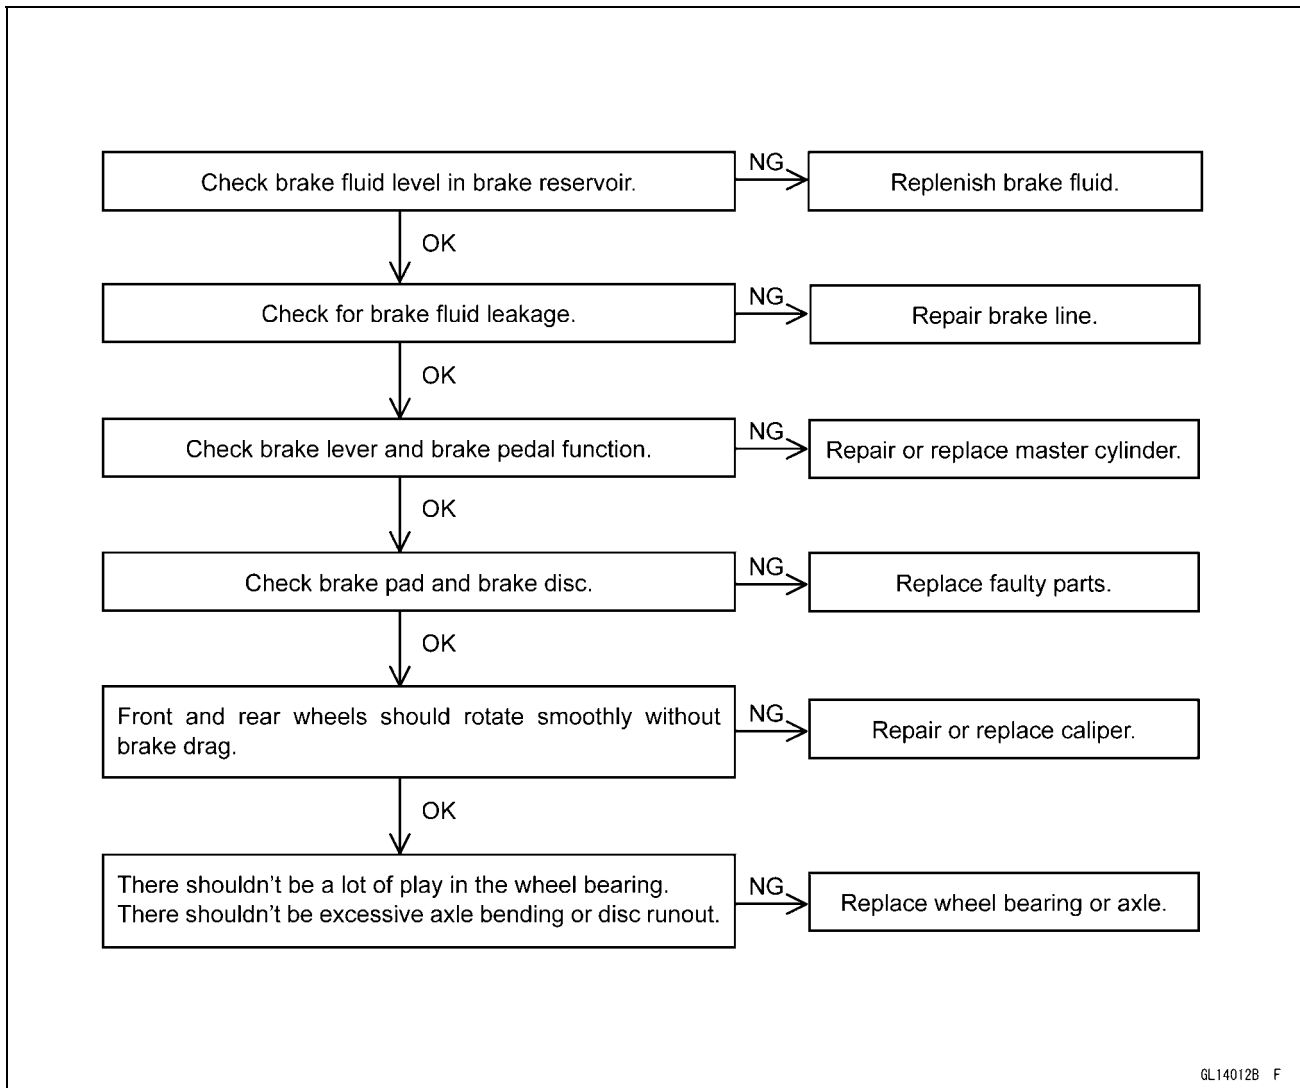 Check brake fluid level in brake reservoir.
NG
Replenish brake fluid.
OK
Check for brake fluid leakage.
NG
Repair brake line.
OK
Check brake lever and brake pedal function.
NG
Repair or replace master cylinder.
OK
Check brake pad and brake disc.
NG
Replace faulty parts.
OK
Front and rear wheels should rotate smoothly without
brake drag.
NG
Repair or replace caliper.
OK
There shouldn't be a lot of play in the wheel bearing.
There shouldn't be excessive axle bending or disc runout.
NG
Replace wheel bearing or axle.
GL14012B F